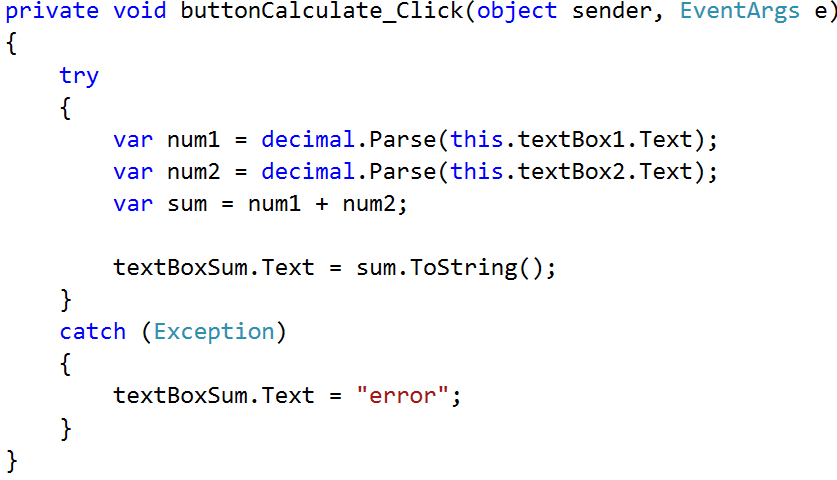 private void buttonCalculate_Click(object sender, EventArgs e)
{
    try
    {
        var num1 = decimal.Parse(this.textBox1.Text);
        var num2 = decimal.Parse(this.textBox2.Text);
        var sum = num1 + num2;

        textBoxSum.Text = sum.ToString();
    }
    catch (Exception)
    {
        textBoxSum.Text = "error";
    }
}